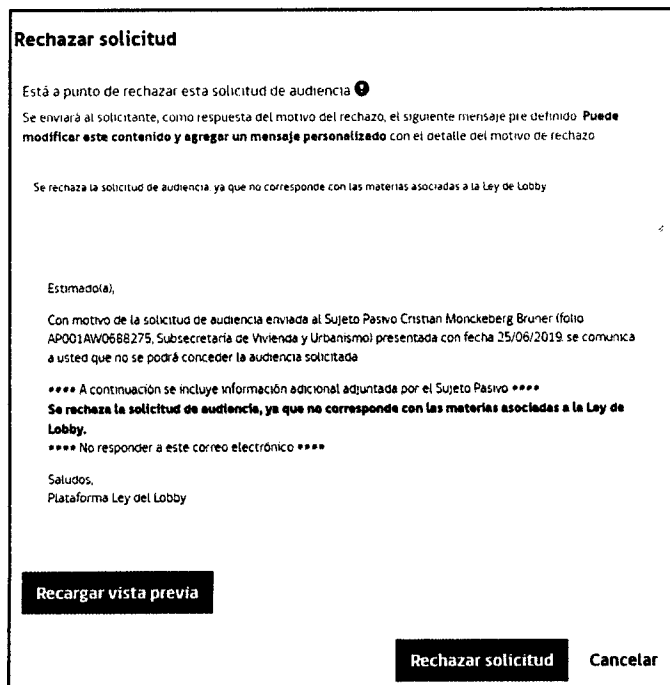 Rechazar solicitud
Está a punto de rechazar esta solicitud de audiencia
Se enviará al solicitante, como respuesta del motivo del rechazo, el siguiente mensaje pre definido Puede
modificar este contenido y agregar un mensaje personalizado con el detalle del motivo de rechazo
Se rechaza la solicitud de audiencia, ya que no corresponde con las materias asociadas a la Ley de Lobby
Estimado(a),
Con motivo de la solicitud de audiencia enviada al Sujeto Pasivo Cristian Monckeberg Bruner (folio
AP001AW0688275, Subsecretaría de Vivienda y Urbanismo) presentada con fecha 25/06/2019. se comunica
a usted que no se podrá conceder la audiencia solicitada
**** A continuación se incluye información adicional adjuntada por el Sujeto Pasivo ****
Se rechaza la solicitud de audiencia, ya que no corresponde con las materias asociadas a la Ley de
Lobby.
**** No responder a este correo electrónico ****
Saludos,
Plataforma Ley del Lobby
Recargar vista previa
Rechazar solicitud Cancelar